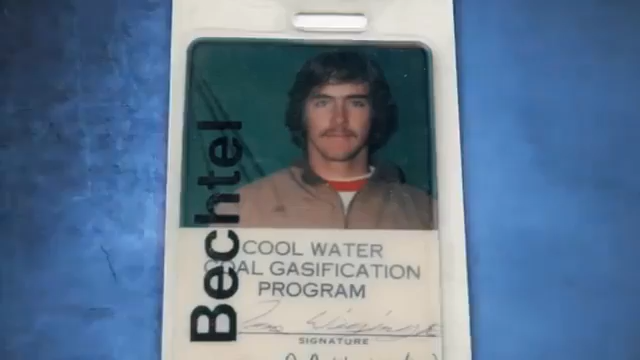 Bechtel
COOL WATER
COAL GASIFICATION
PROGRAM
SIGNATURE